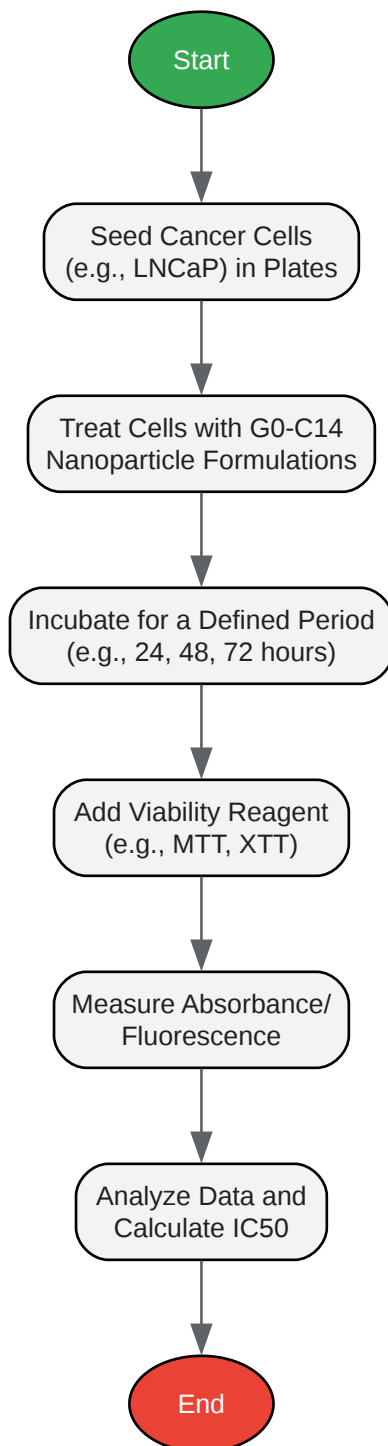 Start
Seed Cancer Cells
(e.g., LNCaP) in Plates
Treat Cells with G0-C14
Nanoparticle Formulations
Incubate for a Defined Period
(e.g., 24, 48, 72 hours)
Add Viability Reagent
(e.g., MTT, XTT)
Measure Absorbance/
Fluorescence
Analyze Data and
Calculate IC50
End